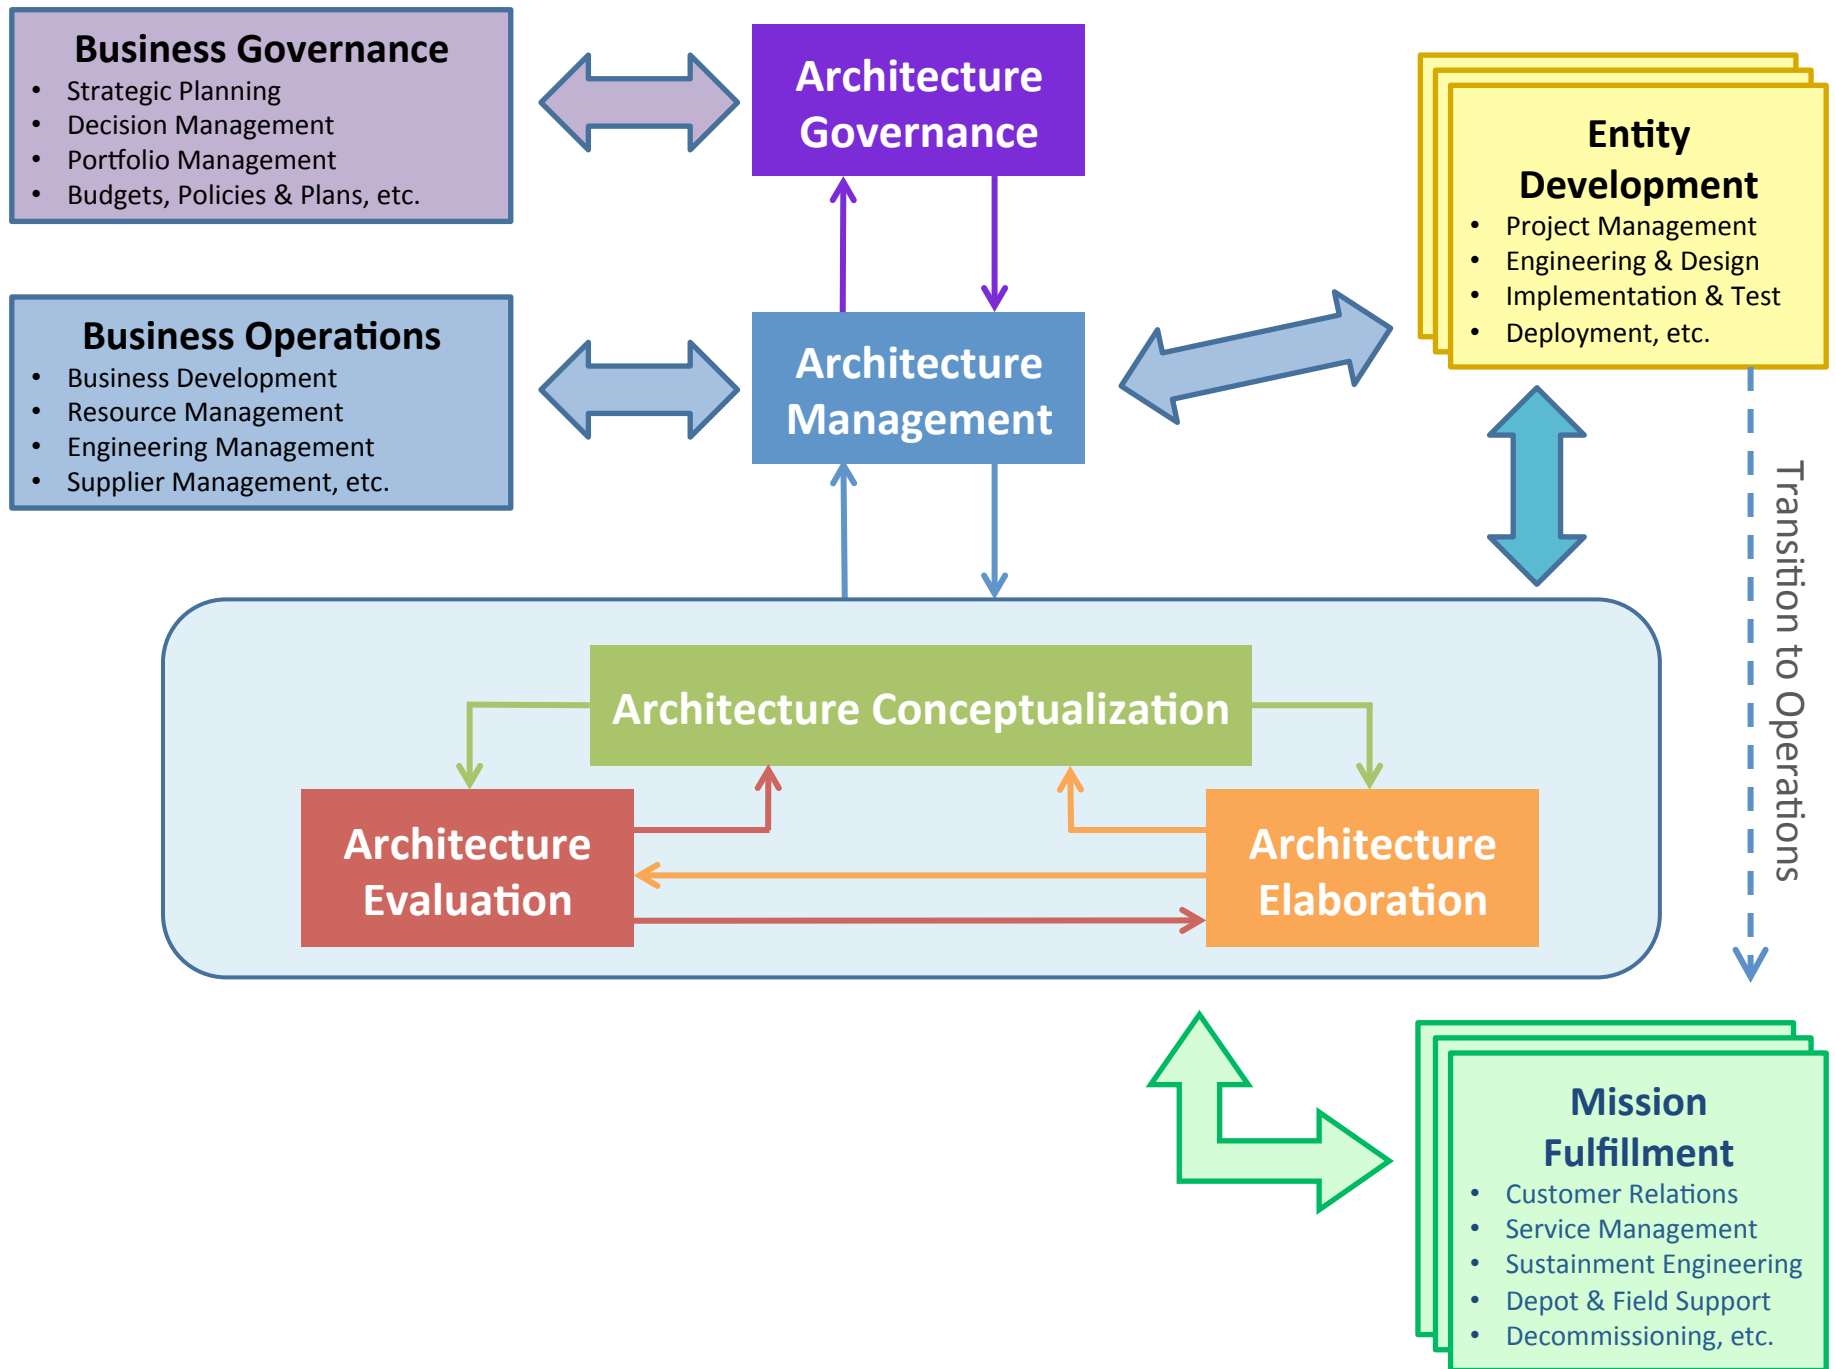 Business Governance
• Strategic Planning
• Decision Management
• Portfolio Management
• Budgets, Policies & Plans, etc.
Architecture
Governance
Entity
Development
• Project Management
• Engineering & Design
• Implementation & Test
• Deployment, etc.
Business Operations
• Business Development
• Resource Management
• Engineering Management
• Supplier Management, etc.
Architecture
Management
Transition to Operations
Architecture Conceptualization
Architecture
Evaluation
Architecture
Elaboration
Mission
Fulfillment
• Customer Relations
• Service Management
• Sustainment Engineering
• Depot & Field Support
• Decommissioning, etc.